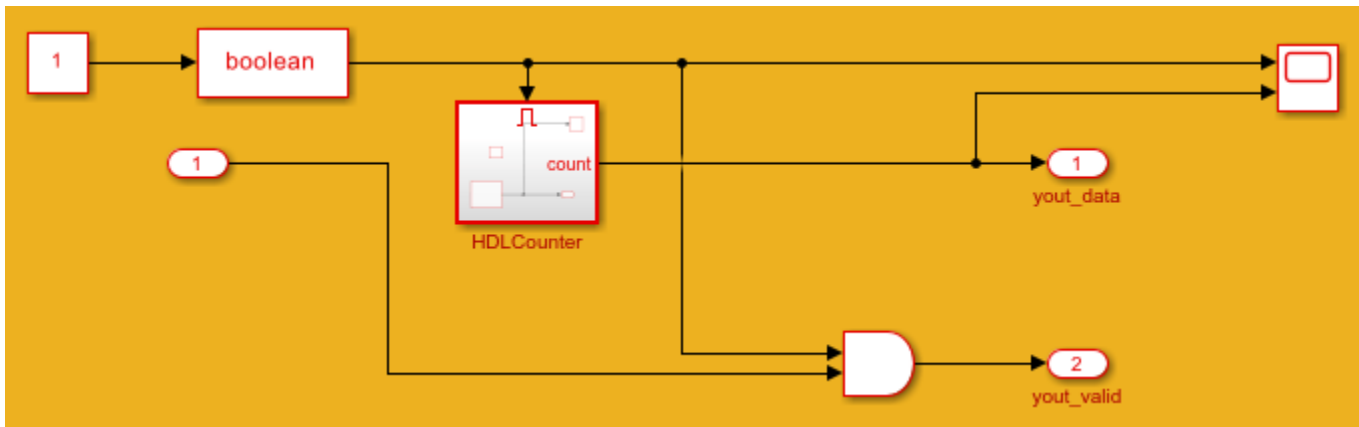 1
boolean
1
count
HDLCounter
1
yout_data
2
yout_valid